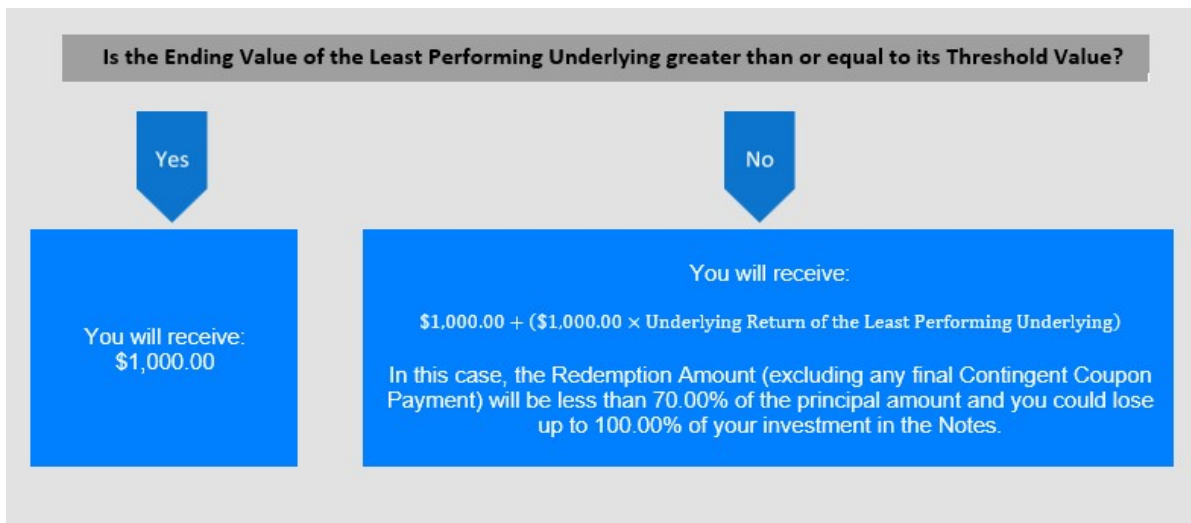 Is the Ending Value of the Least Performing Underlying greater than or equal to its Threshold Value?
Yes
No
You will receive:
$1,000.00
You will receive:
$1,000.00 + ($1,000.00 × Underlying Return of the Least Performing Underlying)
In this case, the Redemption Amount (excluding any final Contingent Coupon
Payment) will be less than 70.00% of the principal amount and you could lose
up to 100.00% of your investment in the Notes.